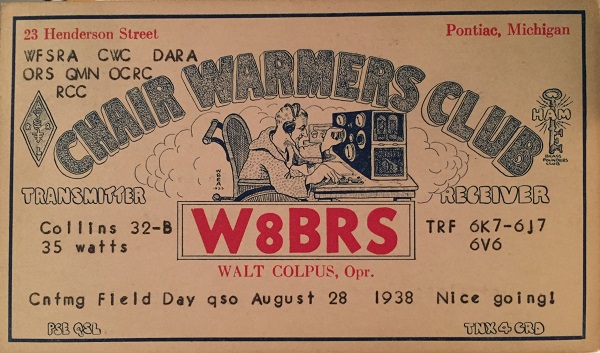 23 Henderson Street
Pontiac, Michigan
WFSRA CWC DARA
ORS QMN OCRC
RCC
CHAIR WARMERS CLUB
HAM
TRANSMITTER
RECEIVER
Collins 32-B
35 watts
W8BRS
TRF 6K7-6J7
6V6
WALT COLPUS, Opr.
Cnfmg Field Day qso August 28 1938 Nice going!
PSE QSL
TNX 4 CRD